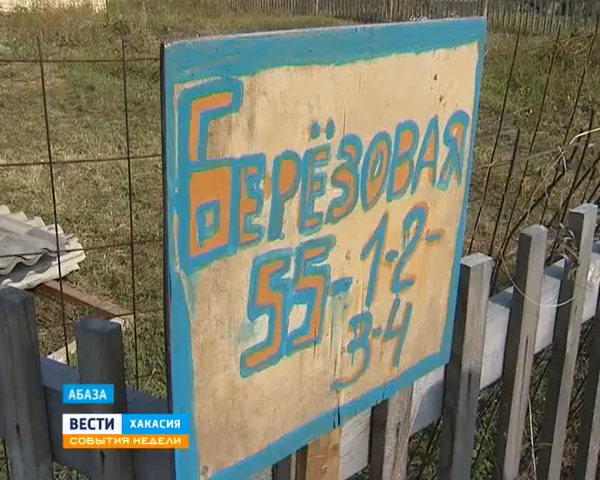 БЕРЁЗОВАЯ
55-1-2-
3-4
АБАЗА
ВЕСТИ ХАКАСИЯ
СОБЫТИЯ НЕДЕЛИ